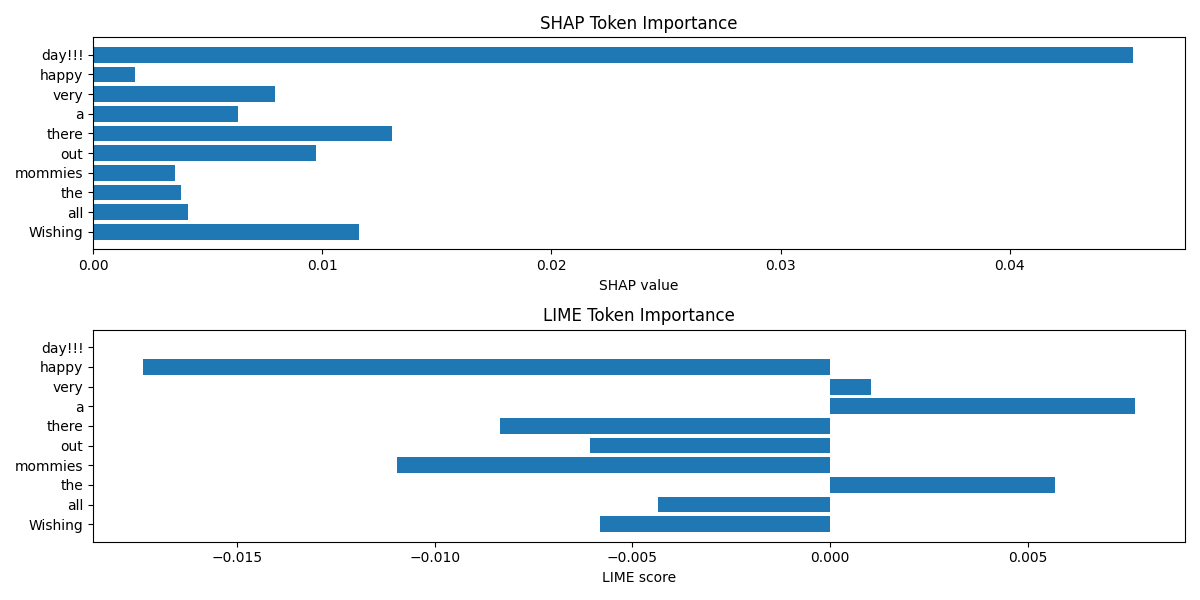 SHAP Token Importance
day!!!
happy
very
a
there
out
mommies
the
all
Wishing
0.00 0.01 0.02 0.03 0.04
SHAP value
LIME Token Importance
day!!!
happy
very
a
there
out
mommies
the
all
Wishing
−0.015 −0.010 −0.005 0.000 0.005
LIME score